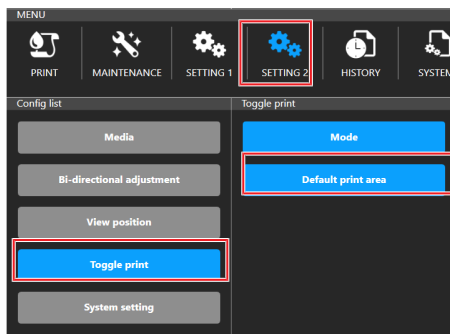 MENU
PRINT
MAINTENANCE
SETTING 1
SETTING 2
HISTORY
SYSTEM
Config list
Toggle print
Media
Mode
Bi-directional adjustment
Default print area
View position
Toggle print
System setting